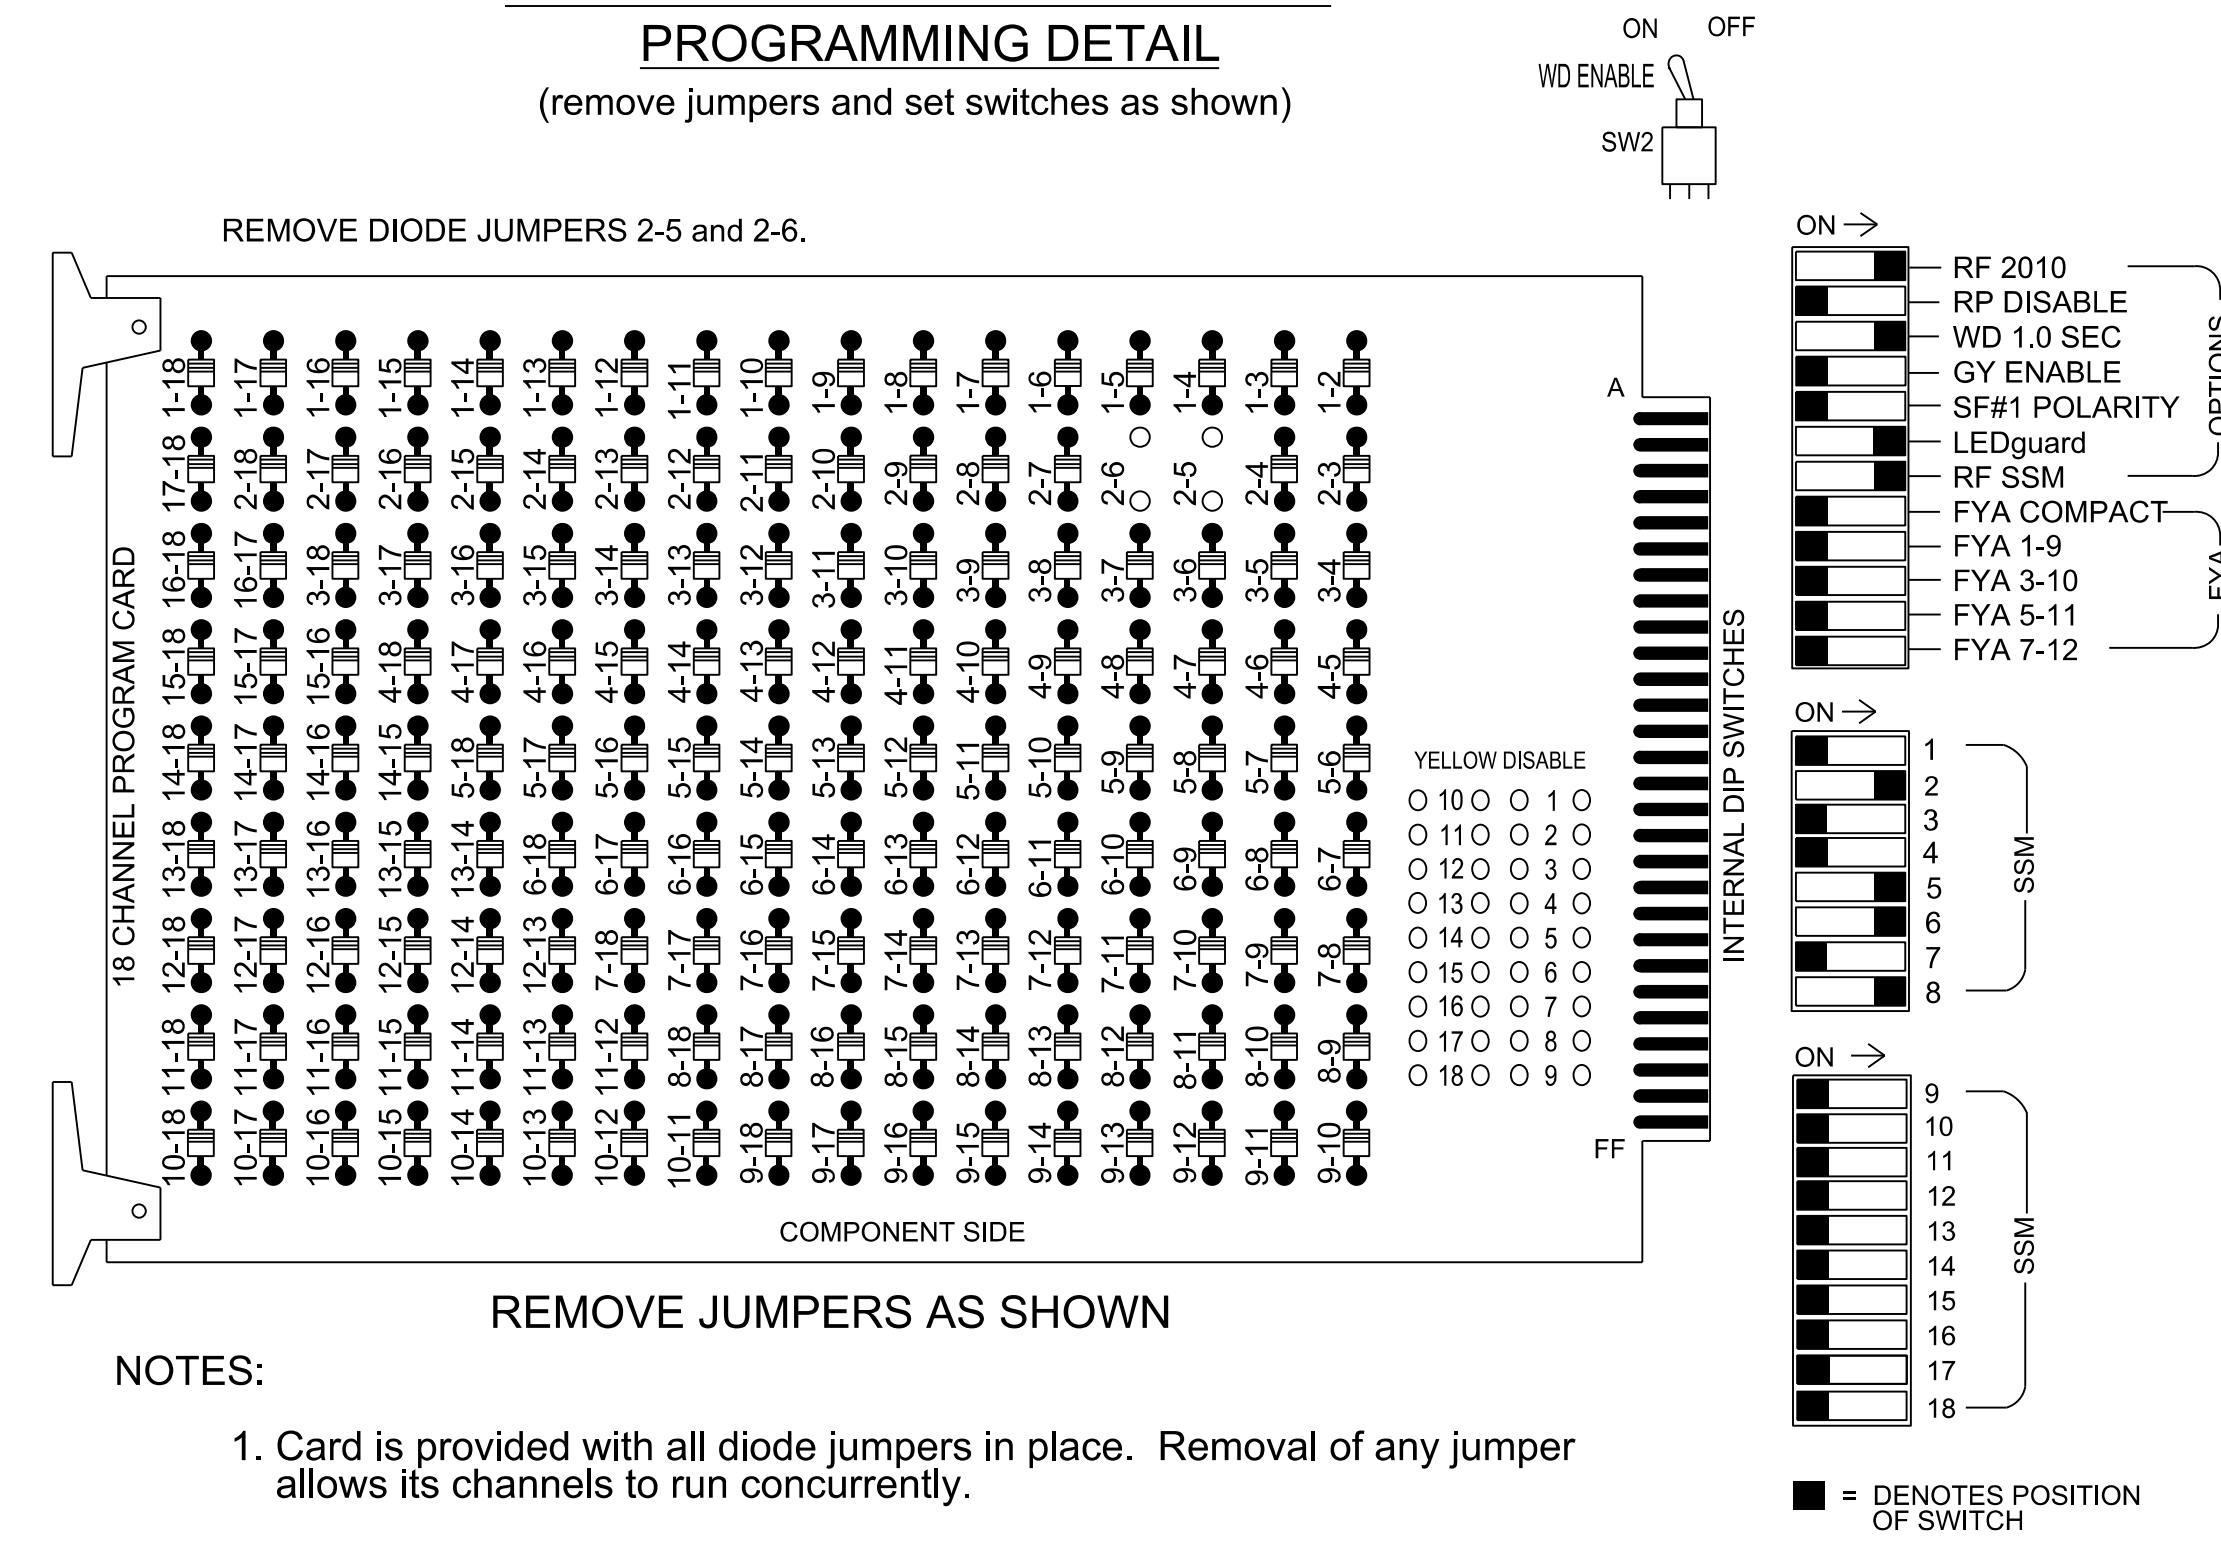 PROGRAMMING DETAIL
(remove jumpers and set switches as shown)
ON OFF
WD ENABLE
SW2
REMOVE DIODE JUMPERS 2-5 and 2-6.
18 CHANNEL PROGRAM CARD
1-18 1-17 1-16 1-15 1-14 1-13 1-12 1-11 1-10 1-9 1-8 1-7 1-6 1-5 1-4 1-3 1-2
17-18 2-18 2-17 2-16 2-15 2-14 2-13 2-12 2-11 2-10 2-9 2-8 2-7 2-6 2-5 2-4 2-3
16-18 16-17 3-18 3-17 3-16 3-15 3-14 3-13 3-12 3-11 3-10 3-9 3-8 3-7 3-6 3-5 3-4
15-18 15-17 15-16 4-18 4-17 4-16 4-15 4-14 4-13 4-12 4-11 4-10 4-9 4-8 4-7 4-6 4-5
14-18 14-17 14-16 14-15 5-18 5-17 5-16 5-15 5-14 5-13 5-12 5-11 5-10 5-9 5-8 5-7 5-6
13-18 13-17 13-16 13-15 13-14 6-18 6-17 6-16 6-15 6-14 6-13 6-12 6-11 6-10 6-9 6-8 6-7
12-18 12-17 12-16 12-15 12-14 12-13 7-18 7-17 7-16 7-15 7-14 7-13 7-12 7-11 7-10 7-9 7-8
11-18 11-17 11-16 11-15 11-14 11-13 11-12 8-18 8-17 8-16 8-15 8-14 8-13 8-12 8-11 8-10 8-9
10-18 10-17 10-16 10-15 10-14 10-13 10-12 10-11 9-18 9-17 9-16 9-15 9-14 9-13 9-12 9-11 9-10
YELLOW DISABLE
10 1
11 2
12 3
13 4
14 5
15 6
16 7
17 8
18 9
A
FF
COMPONENT SIDE
INTERNAL DIP SWITCHES
ON
RF 2010
RP DISABLE
WD 1.0 SEC
GY ENABLE
SF#1 POLARITY
LEDguard
RF SSM
OPTIONS
FYA COMPACT
FYA 1-9
FYA 3-10
FYA 5-11
FYA 7-12
FYA
ON
1
2
3
4
5
6
7
8
SSM
ON
9
10
11
12
13
14
15
16
17
18
SSM
REMOVE JUMPERS AS SHOWN
NOTES:
1. Card is provided with all diode jumpers in place. Removal of any jumper
allows its channels to run concurrently.
= DENOTES POSITION
OF SWITCH